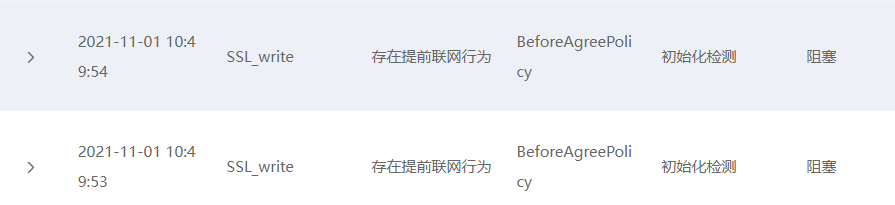 2021-11-01 10:4
9:54
SSL_write
存在提前联网行为
BeforeAgreePoli
cy
初始化检测
阻塞
2021-11-01 10:4
9:53
SSL_write
存在提前联网行为
BeforeAgreePoli
cy
初始化检测
阻塞